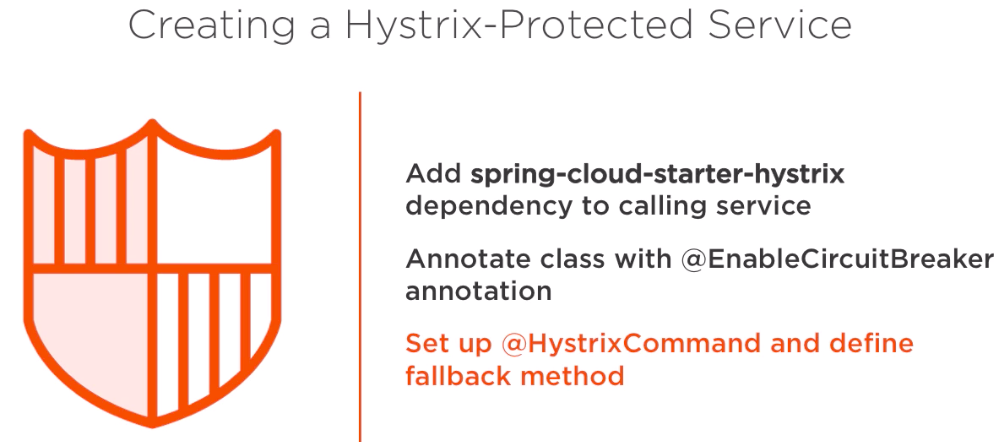 Creating a Hystrix-Protected Service
Add spring-cloud-starter-hystrix
dependency to calling service
Annotate class with @EnableCircuitBreaker
annotation
Set up @HystrixCommand and define
fallback method